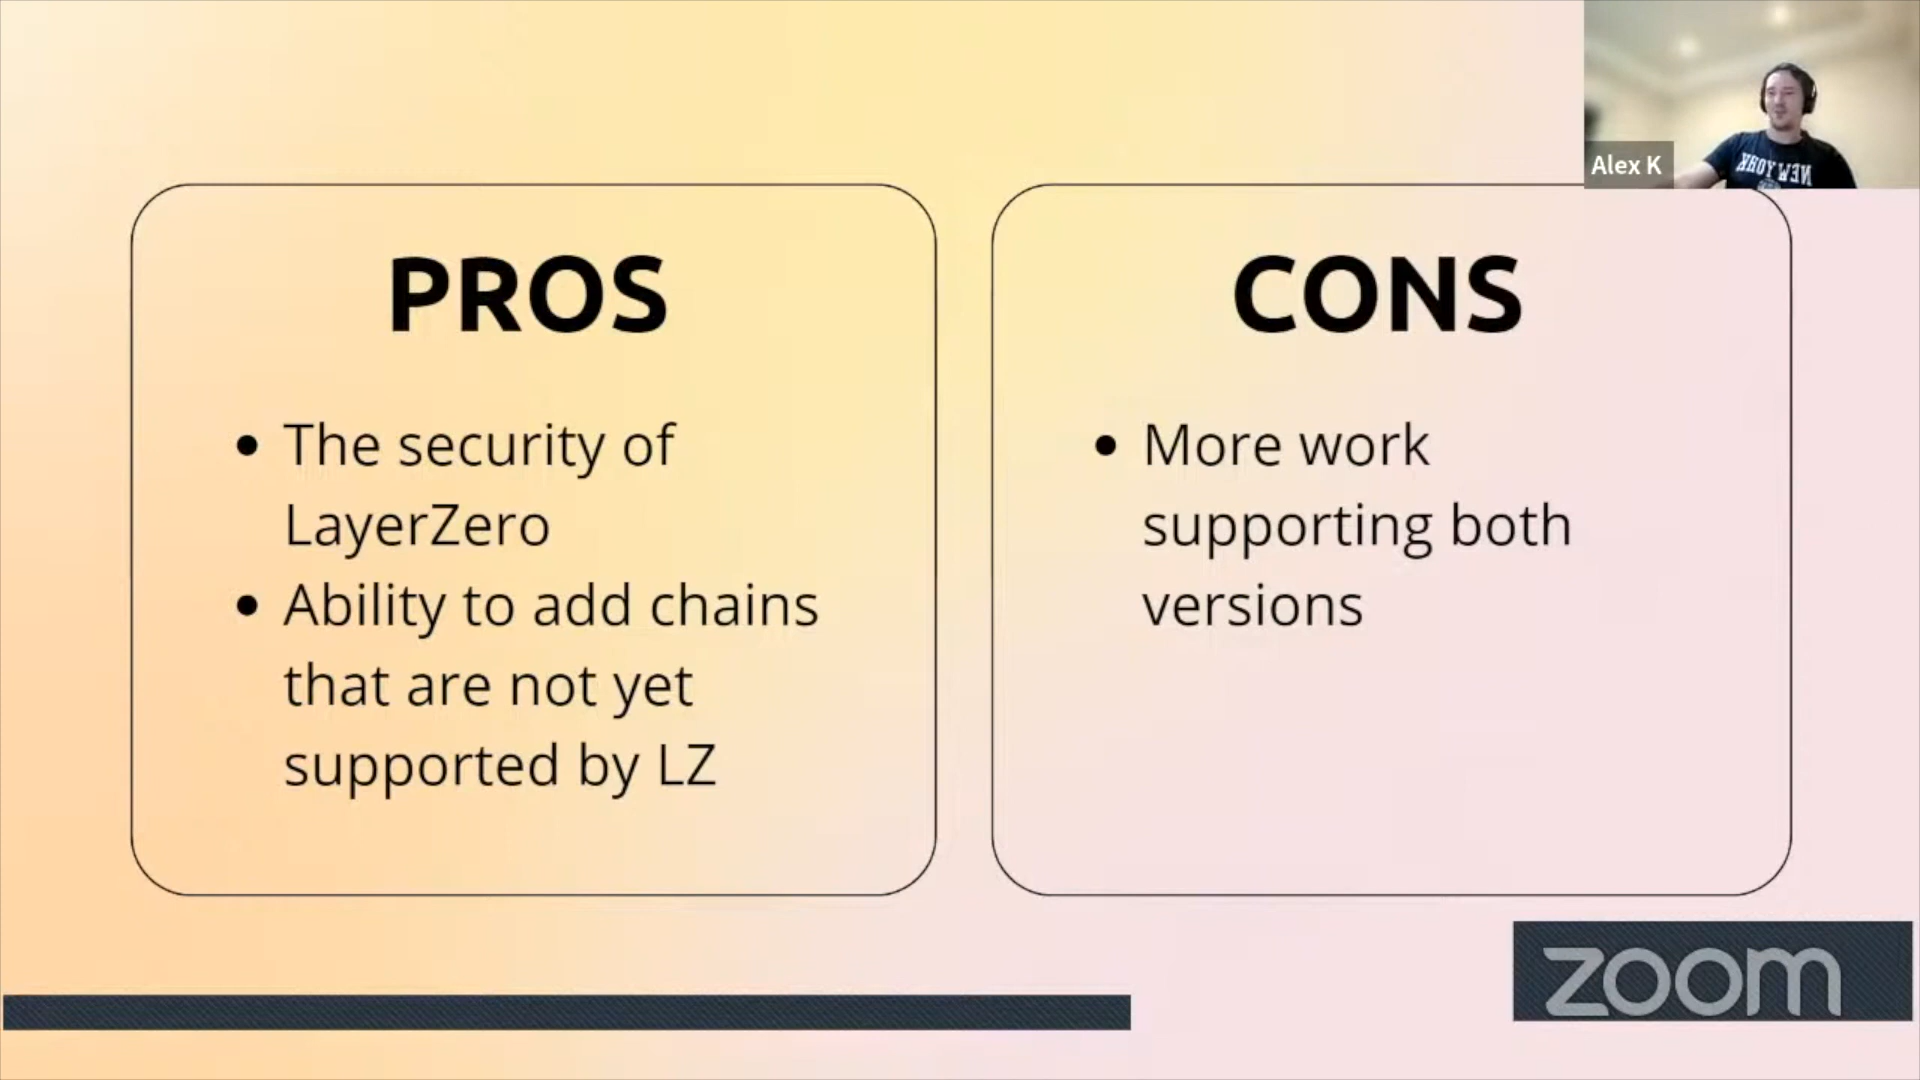 Alex K
NEW YORK
PROS
• The security of
LayerZero
• Ability to add chains
that are not yet
supported by LZ
CONS
• More work
supporting both
versions
zoom